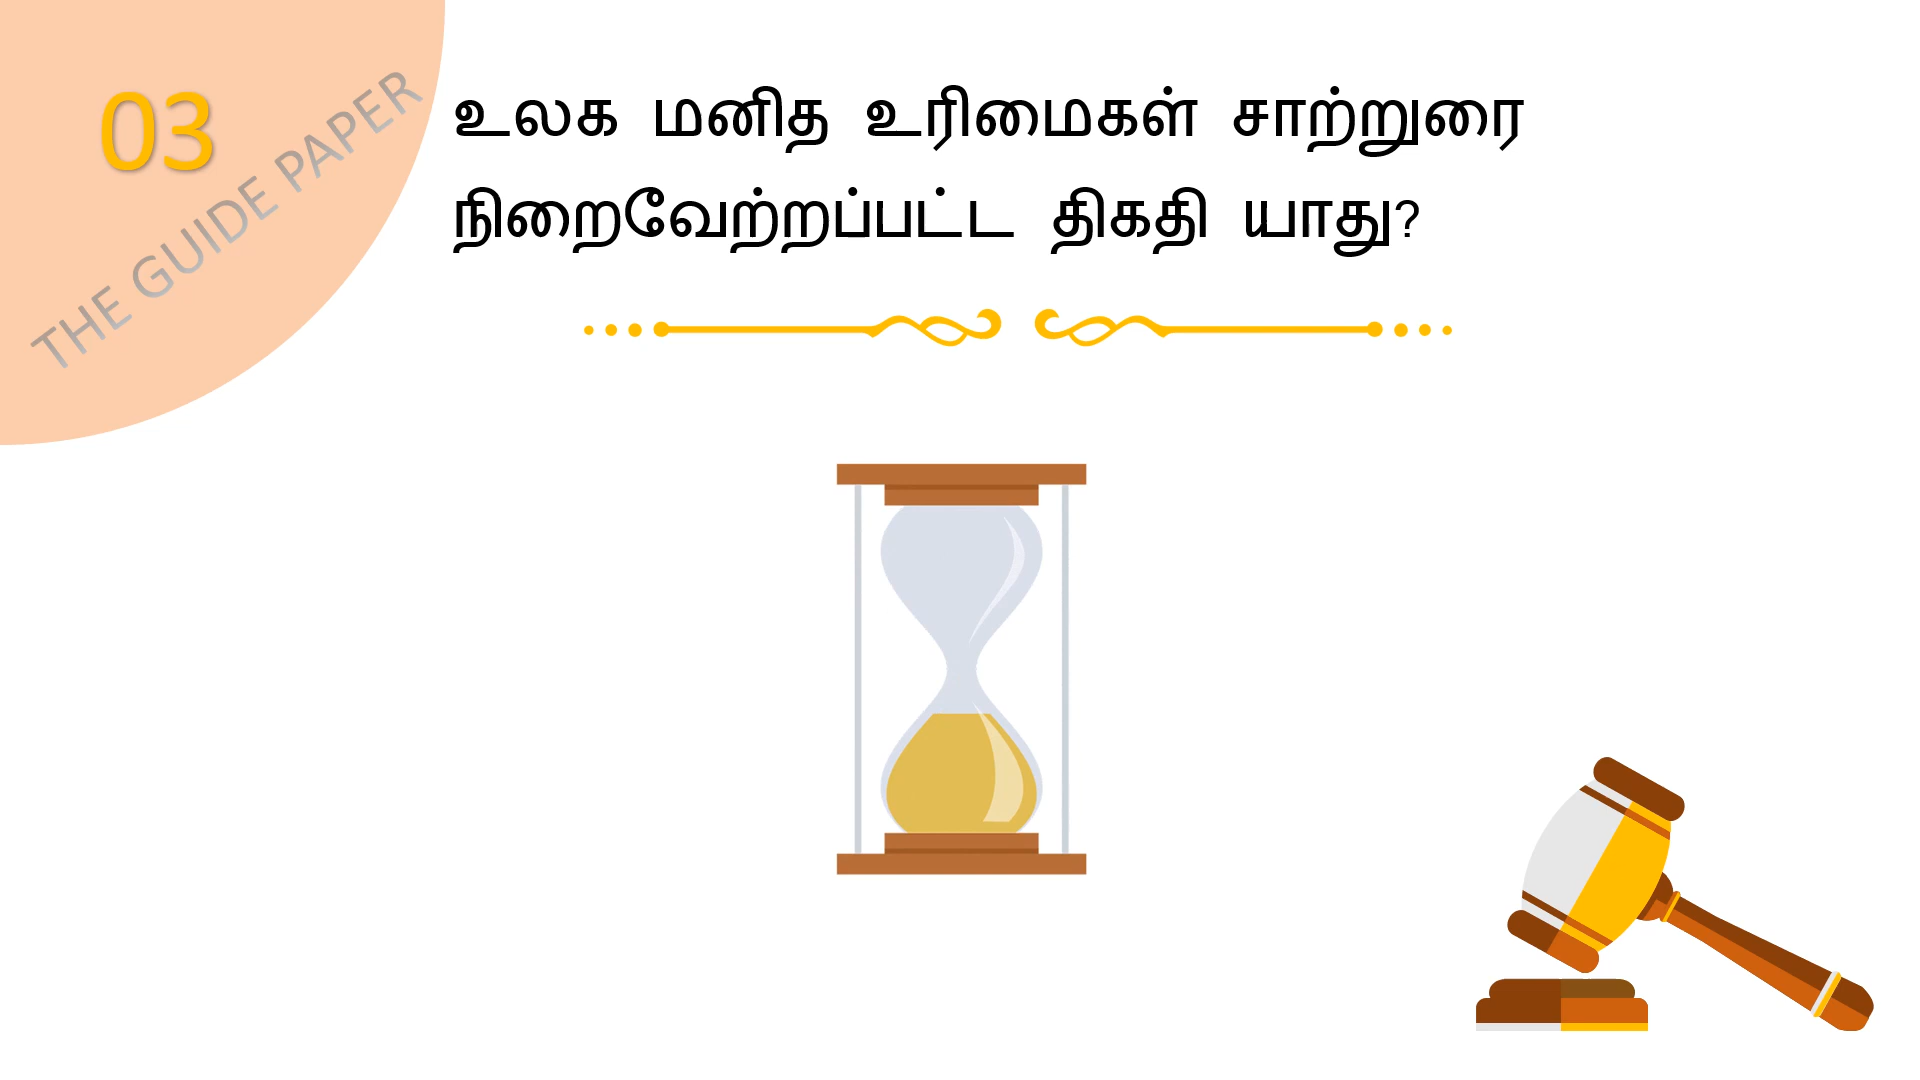 03
THE GUIDE PAPER
உலக மனித உரிமைகள் சாற்றுரை
நிறைவேற்றப்பட்ட திகதி யாது?